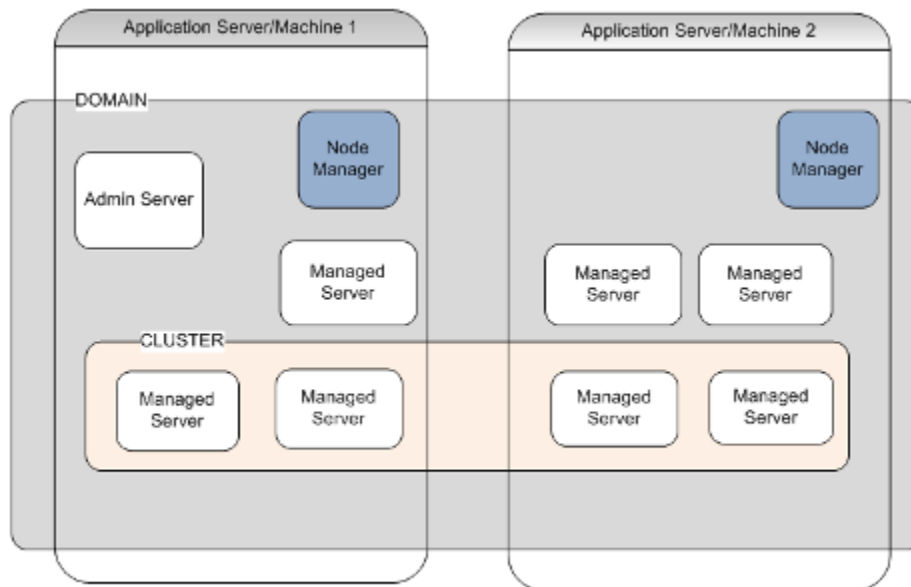 Application Server/Machine 1
Application Server/Machine 2
DOMAIN
Node
Manager
Node
Manager
Admin Server
Managed
Server
Managed
Server
Managed
Server
CLUSTER
Managed
Server
Managed
Server
Managed
Server
Managed
Server